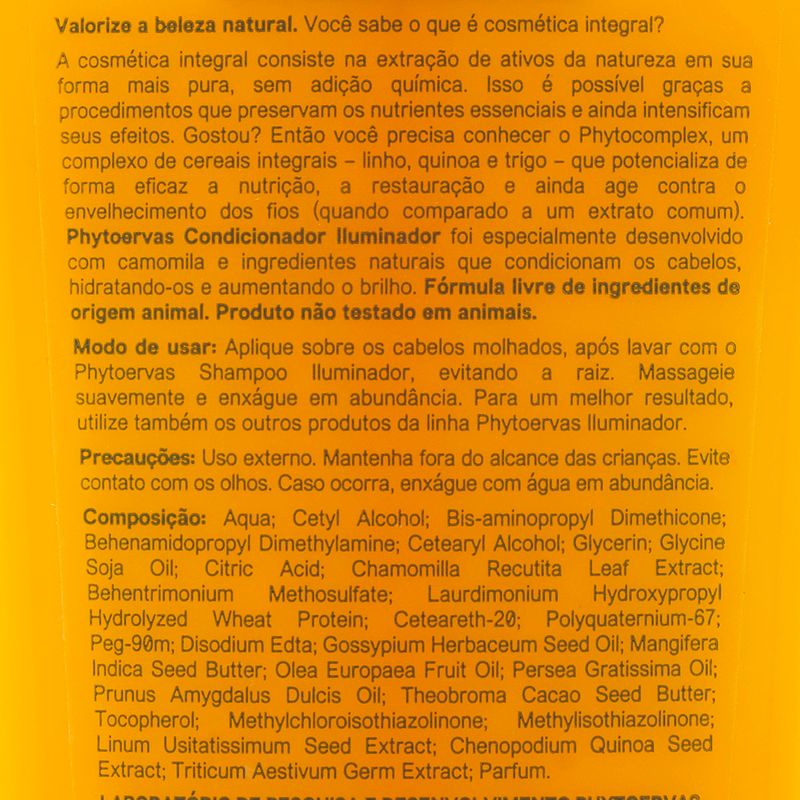 Valorize a beleza natural. Você sabe o que é cosmética integral?
A cosmética integral consiste na extração de ativos da natureza em sua
forma mais pura, sem adição química. Isso é possível graças a
procedimentos que preservam os nutrientes essenciais e ainda intensificam
seus efeitos. Gostou? Então você precisa conhecer o Phytocomplex, um
complexo de cereais integrais – linho, quinoa e trigo – que potencializa de
forma eficaz a nutrição, a restauração e ainda age contra o
envelhecimento dos fios (quando comparado a um extrato comum).
Phytoervas Condicionador Iluminador foi especialmente desenvolvido
com camomila e ingredientes naturais que condicionam os cabelos,
hidratando-os e aumentando o brilho. Fórmula livre de ingredientes de
origem animal. Produto não testado em animais.
Modo de usar: Aplique sobre os cabelos molhados, após lavar com o
Phytoervas Shampoo Iluminador, evitando a raiz. Massageie
suavemente e enxágue em abundância. Para um melhor resultado,
utilize também os outros produtos da linha Phytoervas Iluminador.
Precauções: Uso externo. Mantenha fora do alcance das crianças. Evite
contato com os olhos. Caso ocorra, enxágue com água em abundância.
Composição: Aqua; Cetyl Alcohol; Bis-aminopropyl Dimethicone;
Behenamidopropyl Dimethylamine; Cetearyl Alcohol; Glycerin; Glycine
Soja Oil; Citric Acid; Chamomilla Recutita Leaf Extract;
Behentrimonium Methosulfate; Laurdimonium Hydroxypropyl
Hydrolyzed Wheat Protein; Ceteareth-20; Polyquaternium-67;
Peg-90m; Disodium Edta; Gossypium Herbaceum Seed Oil; Mangifera
Indica Seed Butter; Olea Europaea Fruit Oil; Persea Gratissima Oil;
Prunus Amygdalus Dulcis Oil; Theobroma Cacao Seed Butter;
Tocopherol; Methylchloroisothiazolinone; Methylisothiazolinone;
Linum Usitatissimum Seed Extract; Chenopodium Quinoa Seed
Extract; Triticum Aestivum Germ Extract; Parfum.
LABORATÓRIO DE PESQUISA E DESENVOLVIMENTO PHYTOERVAS®